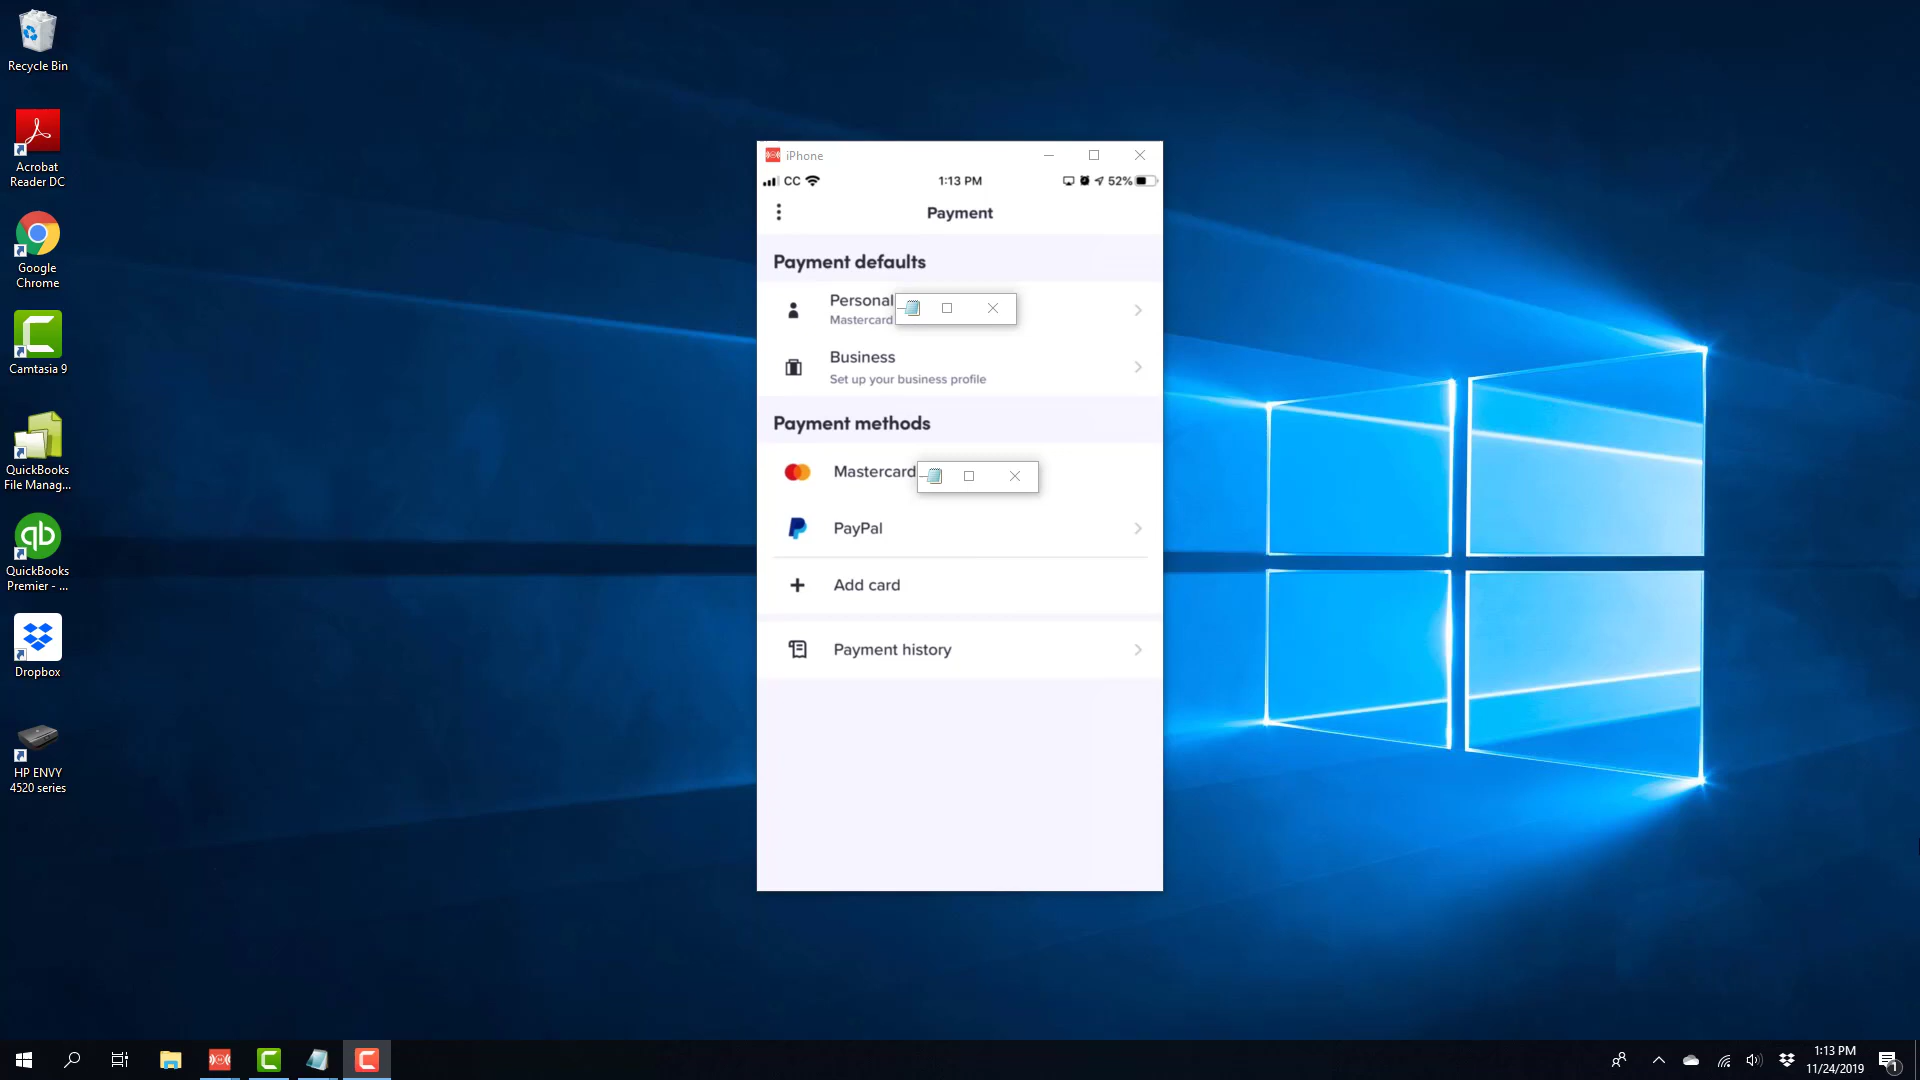 Recycle Bin
Acrobat
Reader DC
Google
Chrome
Camtasia 9
QuickBooks
File Manag...
QuickBooks
Premier - ...
Dropbox
HP ENVY
4520 series
iPhone
CC
1:13 PM
52%
Payment
Payment defaults
Personal
Mastercard
Business
Set up your business profile
Payment methods
Mastercard
PayPal
Add card
Payment history
1:13 PM
11/24/2019
1